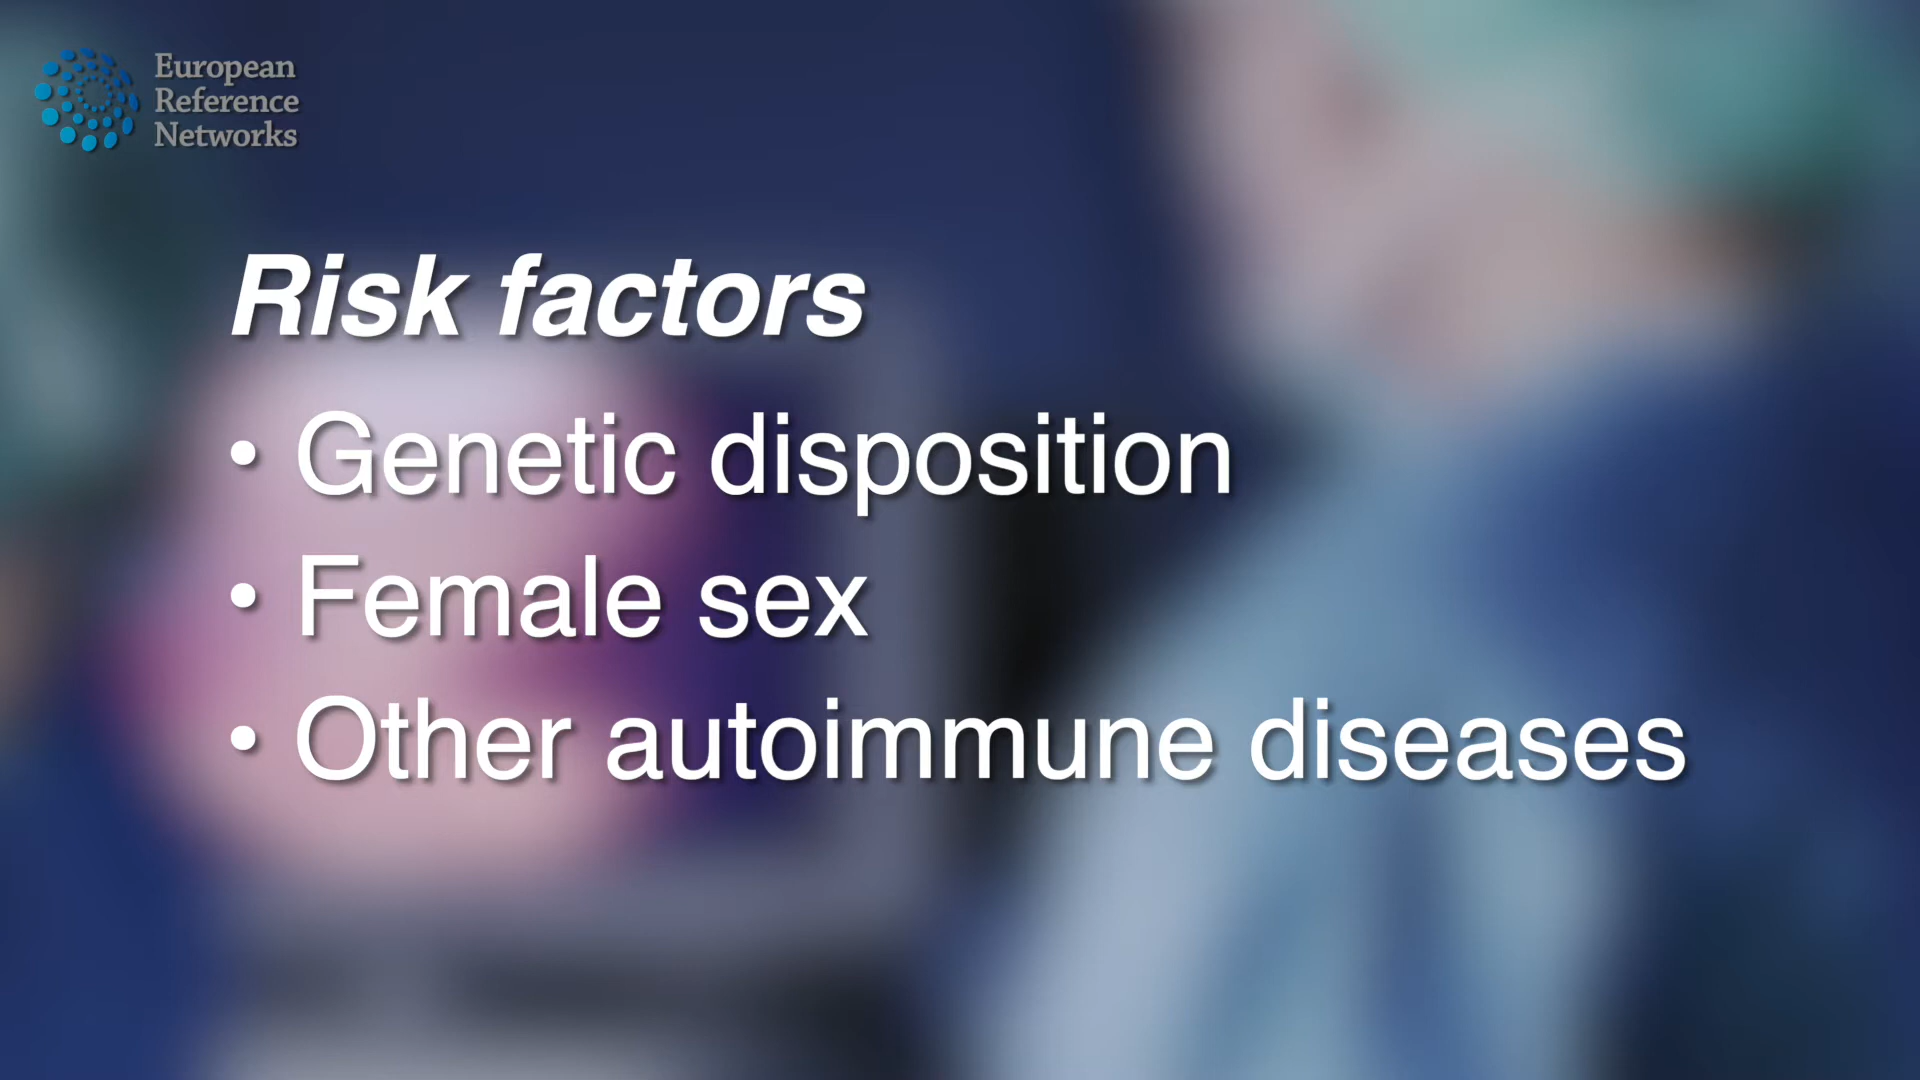 European
Reference
Networks
Risk factors
• Genetic disposition
• Female sex
• Other autoimmune diseases